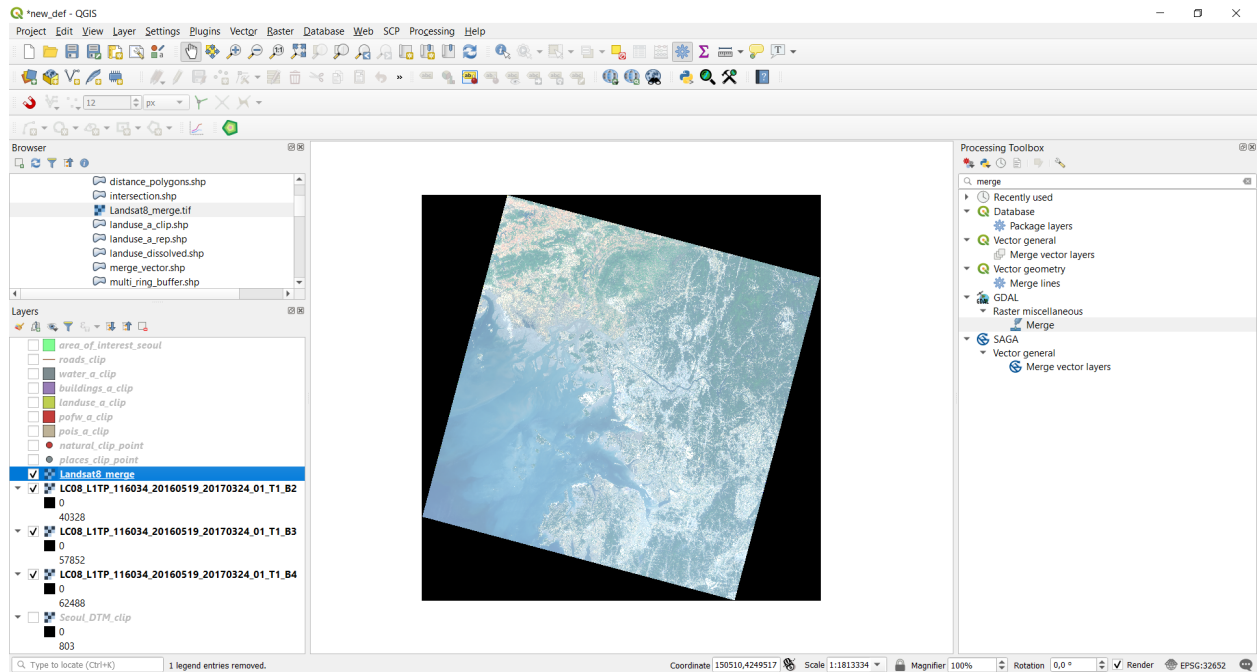 *new_def - QGIS
Project Edit View Layer Settings Plugins Vector Raster Database Web SCP Processing Help
12 px
Browser
distance_polygons.shp
intersection.shp
Landsat8_merge.tif
landuse_a_clip.shp
landuse_a_rep.shp
landuse_dissolved.shp
merge_vector.shp
multi_ring_buffer.shp
Layers
area_of_interest_seoul
roads_clip
water_a_clip
buildings_a_clip
landuse_a_clip
pofw_a_clip
pois_a_clip
natural_clip_point
places_clip_point
Landsat8_merge
LC08_L1TP_116034_20160519_20170324_01_T1_B2
0
40328
LC08_L1TP_116034_20160519_20170324_01_T1_B3
0
57852
LC08_L1TP_116034_20160519_20170324_01_T1_B4
0
62488
Seoul_DTM_clip
0
803
Processing Toolbox
merge
Recently used
Database
Package layers
Vector general
Merge vector layers
Vector geometry
Merge lines
GDAL
Raster miscellaneous
Merge
SAGA
Vector general
Merge vector layers
Type to locate (Ctrl+K) 1 legend entries removed. Coordinate 150510,4249517 Scale 1:1813334 Magnifier 100% Rotation 0,0 ° Render EPSG:32652